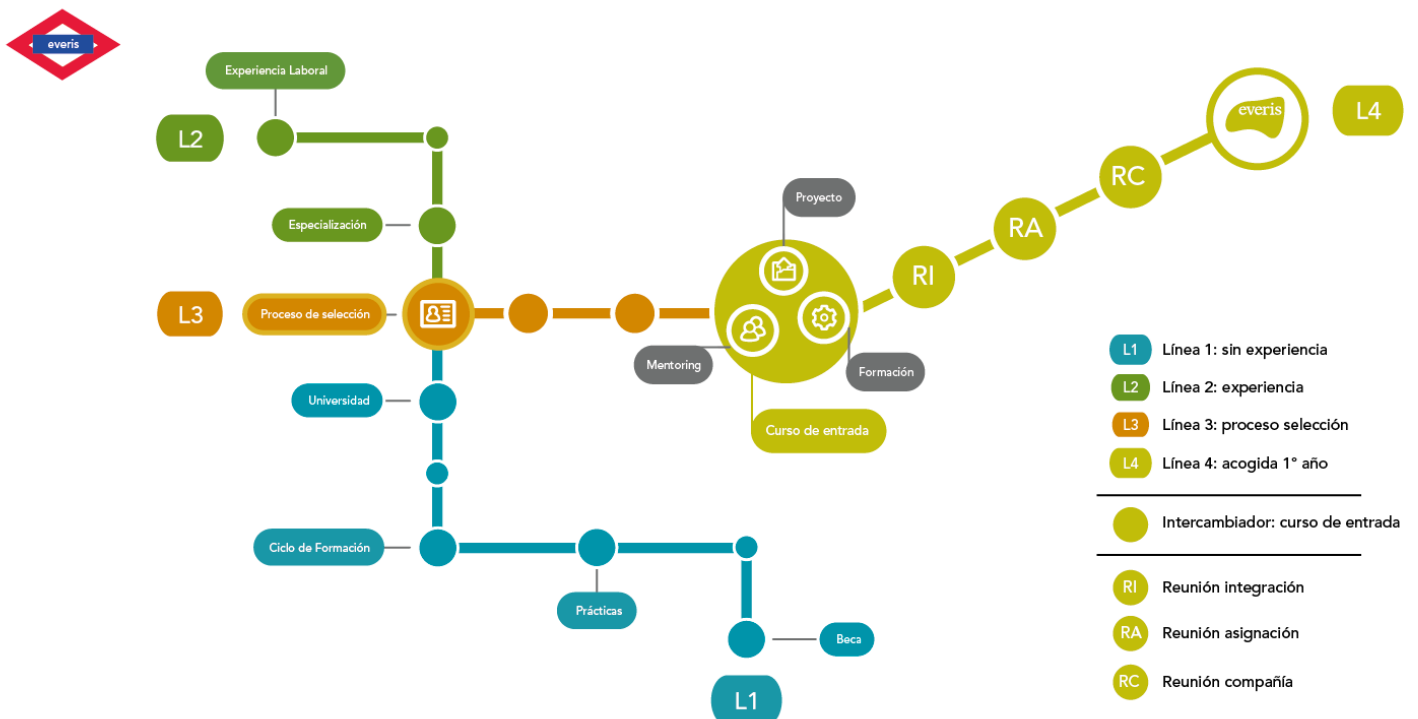 everis
Experiencia Laboral
L2
everis
L4
RC
Proyecto
Especialización
RA
RI
L3
Proceso de selección
Mentoring
Formación
Universidad
Curso de entrada
Ciclo de Formación
Prácticas
Beca
L1
L1 Línea 1: sin experiencia
L2 Línea 2: experiencia
L3 Línea 3: proceso selección
L4 Línea 4: acogida 1º año
Intercambiador: curso de entrada
RI Reunión integración
RA Reunión asignación
RC Reunión compañía